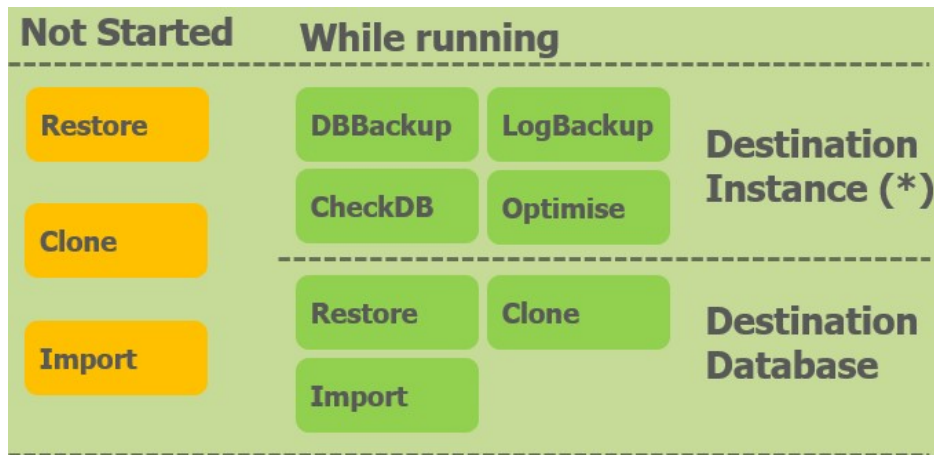 Not Started
While running
Restore
DBBackup
LogBackup
Destination
Instance (*)
CheckDB
Optimise
Clone
Restore
Clone
Destination
Database
Import
Import